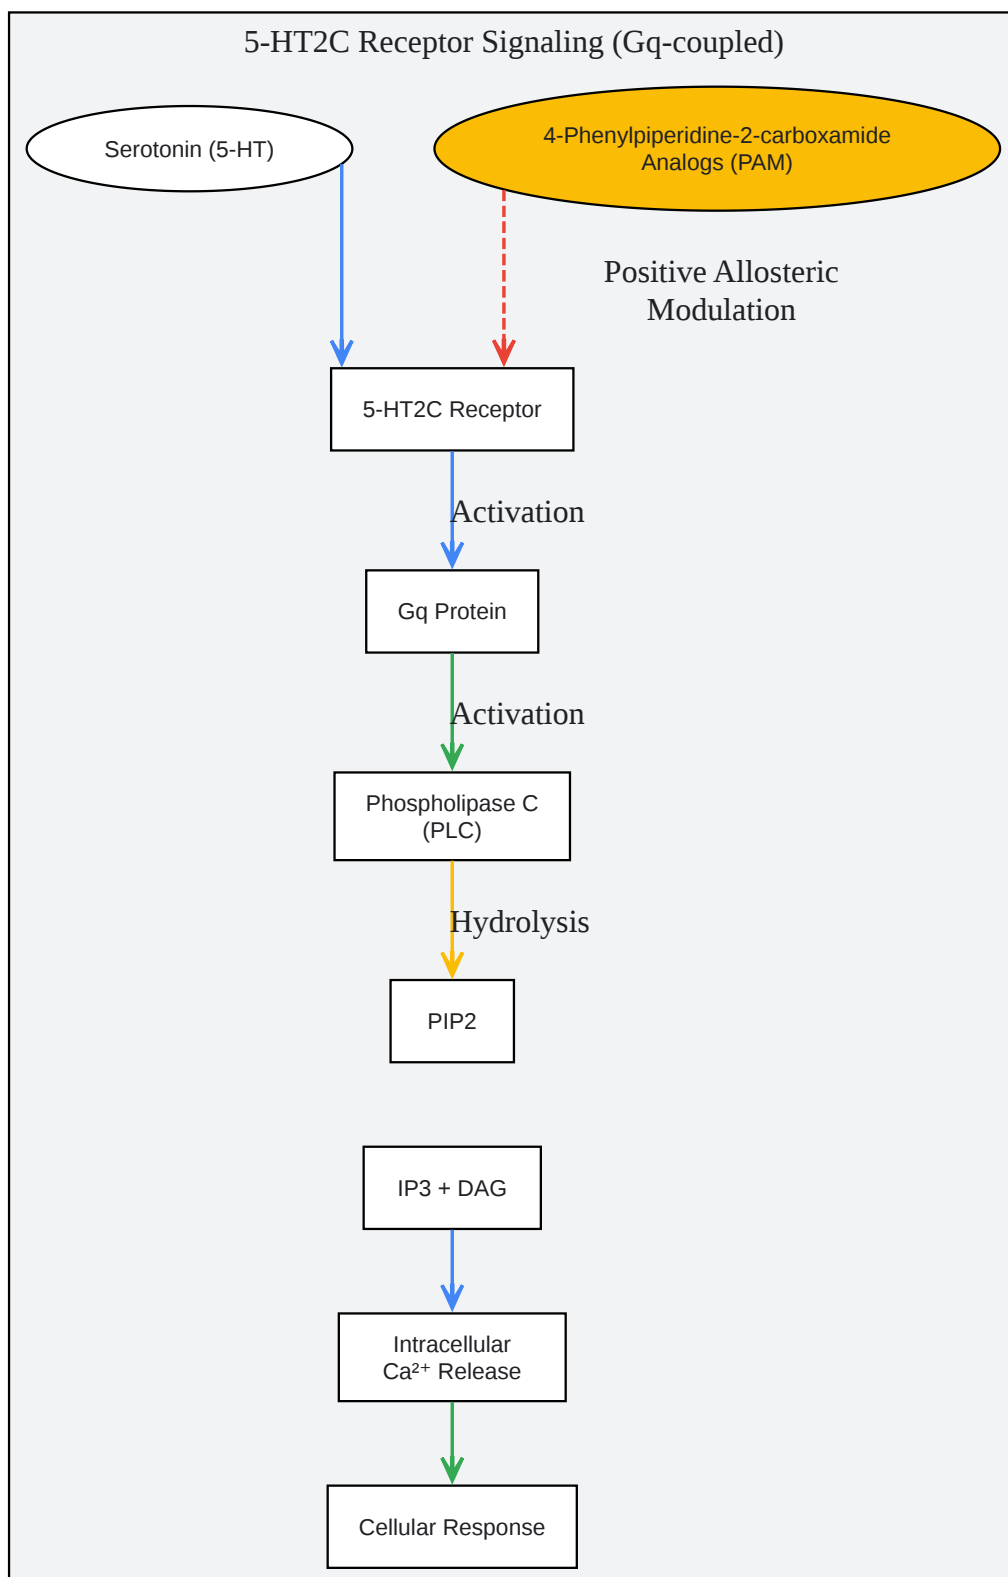 5-HT2C Receptor Signaling (Gq-coupled)
Serotonin (5-HT)
4-Phenylpiperidine-2-carboxamide
Analogs (PAM)
Positive Allosteric
Modulation
5-HT2C Receptor
Activation
Gq Protein
Activation
Phospholipase C
(PLC)
Hydrolysis
PIP2
IP3 + DAG
Intracellular
Ca²⁺ Release
Cellular Response